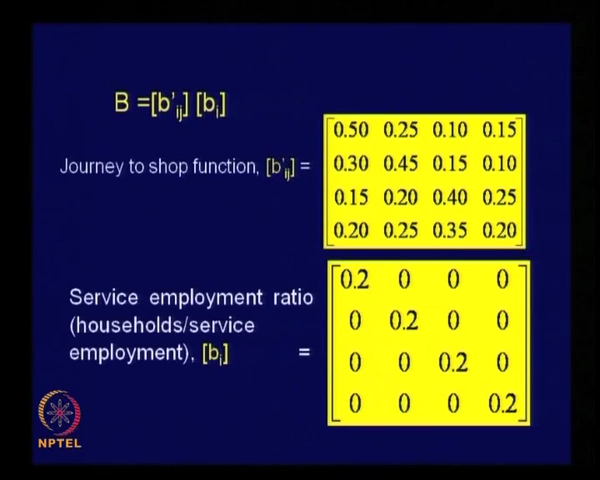 B =[b'ij] [bi]
Journey to shop function, [b'ij] =
0.50 0.25 0.10 0.15
0.30 0.45 0.15 0.10
0.15 0.20 0.40 0.25
0.20 0.25 0.35 0.20
Service employment ratio
(households/service
employment), [bi] =
0.2 0 0 0
0 0.2 0 0
0 0 0.2 0
0 0 0 0.2
NPTEL